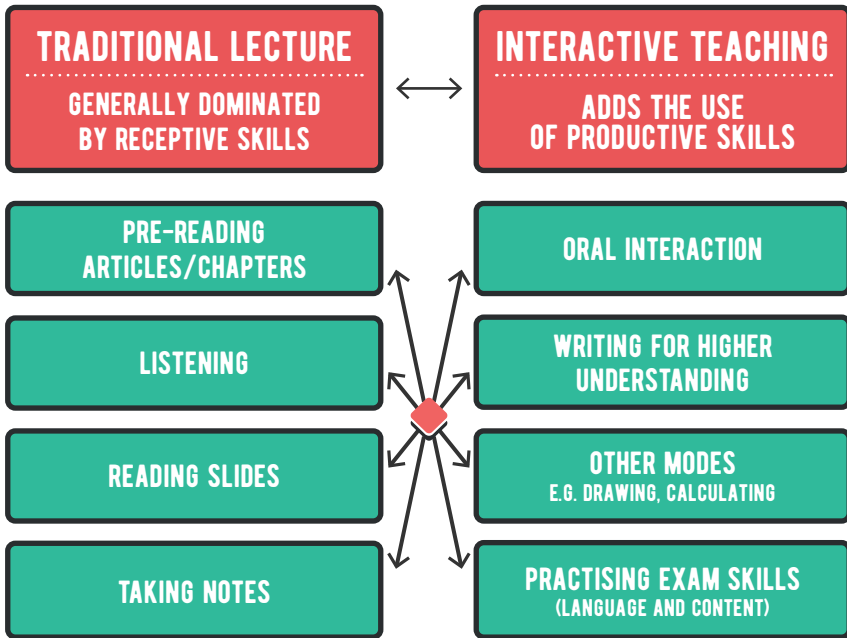 TRADITIONAL LECTURE
GENERALLY DOMINATED
BY RECEPTIVE SKILLS
INTERACTIVE TEACHING
ADDS THE USE
OF PRODUCTIVE SKILLS
PRE-READING
ARTICLES/CHAPTERS
ORAL INTERACTION
LISTENING
WRITING FOR HIGHER
UNDERSTANDING
READING SLIDES
OTHER MODES
E.G. DRAWING, CALCULATING
TAKING NOTES
PRACTISING EXAM SKILLS
(LANGUAGE AND CONTENT)